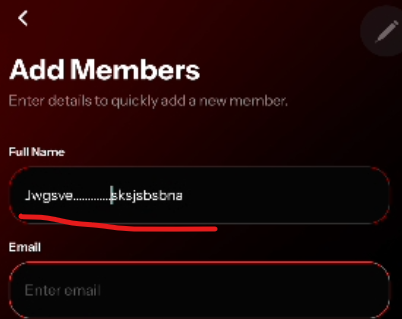 Add Members
Enter details to quickly add a new member.
Full Name
Jwgsve............sksjsbsbna
Email
Enter email